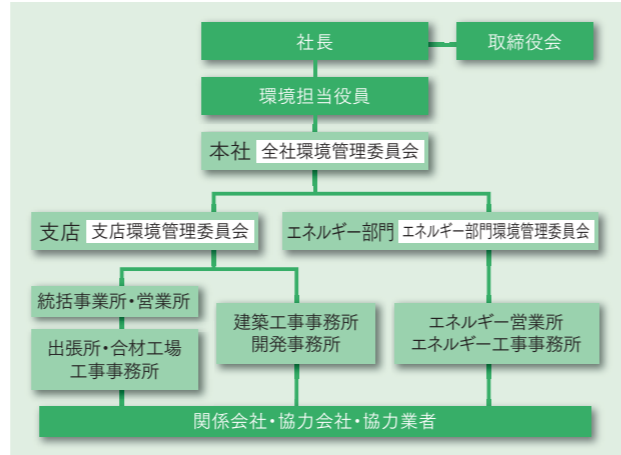 社長
取締役会
環境担当役員
本社 全社環境管理委員会
支店 支店環境管理委員会
エネルギー部門 エネルギー部門環境管理委員会
統括事業所・営業所
出張所・合材工場
工事事務所
建築工事事務所
開発事務所
エネルギー営業所
エネルギー工事事務所
関係会社・協力会社・協力業者